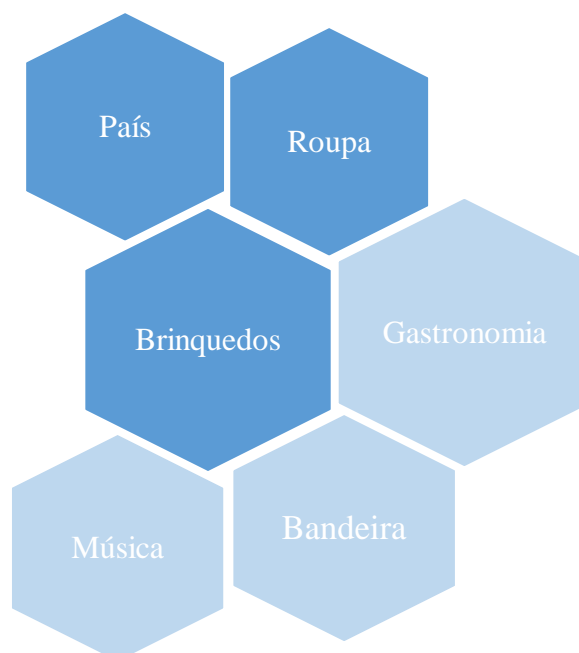 País
Roupa
Brinquedos
Gastronomia
Música
Bandeira